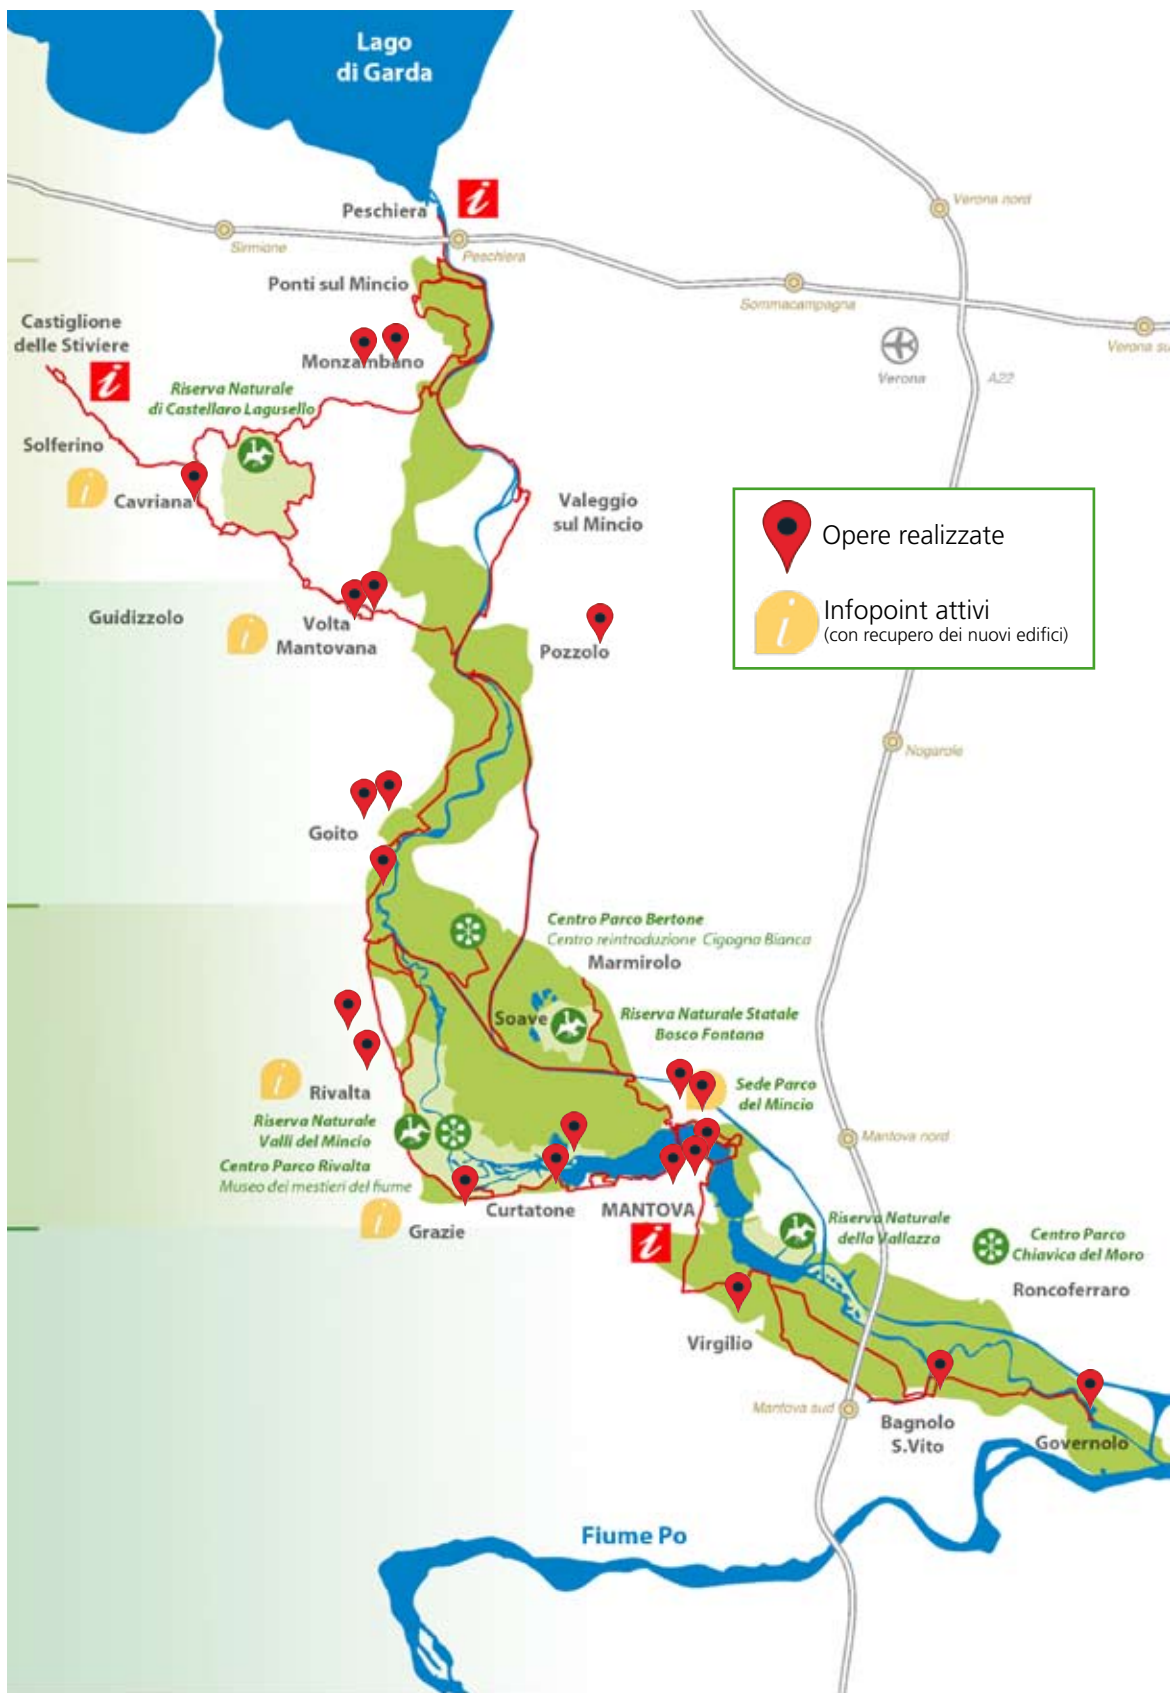 Lago
di Garda
Peschiera
Verona nord
Sirmione
Peschiera
Ponti sul Mincio
Sommacampagna
Castiglione
delle Stiviere
Monzambano
Verona
A22
Verona su
Riserva Naturale
di Castellaro Lagusello
Solferino
Cavriana
Valeggio
sul Mincio
Opere realizzate
Infopoint attivi
(con recupero dei nuovi edifici)
Guidizzolo
Volta
Mantovana
Pozzolo
Nogarole
Goito
Centro Parco Bertone
Centro reintroduzione Cigogna Bianca
Marmirolo
Soave
Riserva Naturale Statale
Bosco Fontana
Rivalta
Sede Parco
del Mincio
Riserva Naturale
Valli del Mincio
Mantova nord
Centro Parco Rivalta
Museo dei mestieri del fiume
Curtatone
MANTOVA
Grazie
Riserva Naturale
della Vallazza
Centro Parco
Chiavica del Moro
Roncoferraro
Virgilio
Mantova sud
Bagnolo
S.Vito
Governolo
Fiume Po